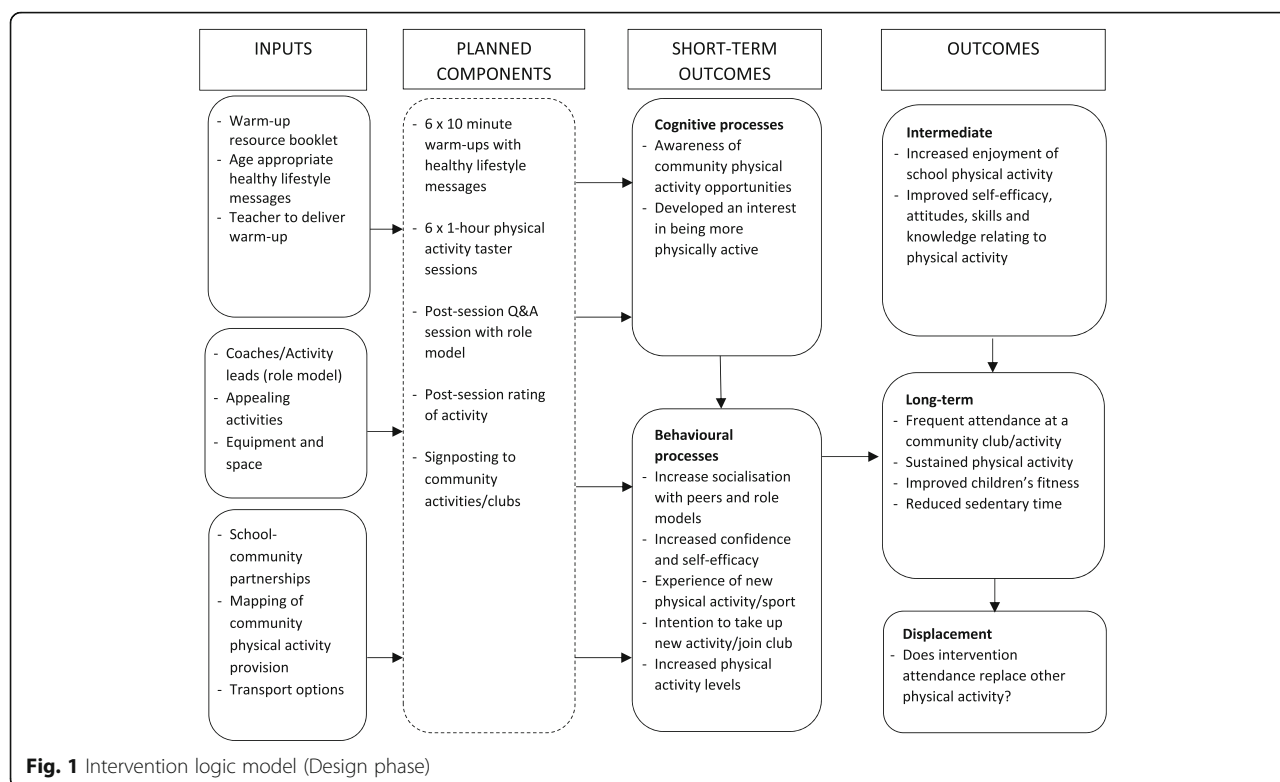 INPUTS
- Warm-up
resource booklet
- Age appropriate
healthy lifestyle
messages
- Teacher to deliver
warm-up
- Coaches/Activity
leads (role model)
- Appealing
activities
- Equipment and
space
- School-
community
partnerships
- Mapping of
community
physical activity
provision
- Transport options
PLANNED
COMPONENTS
- 6 x 10 minute
warm-ups with
healthy lifestyle
messages
- 6 x 1-hour physical
activity taster
sessions
- Post-session Q&A
session with role
model
- Post-session rating
of activity
- Signposting to
community
activities/clubs
SHORT-TERM
OUTCOMES
Cognitive processes
- Awareness of
community physical
activity opportunities
- Developed an interest
in being more
physically active
Behavioural
processes
- Increase socialisation
with peers and role
models
- Increased confidence
and self-efficacy
- Experience of new
physical activity/sport
- Intention to take up
new activity/join club
- Increased physical
activity levels
OUTCOMES
Intermediate
- Increased enjoyment of
school physical activity
- Improved self-efficacy,
attitudes, skills and
knowledge relating to
physical activity
Long-term
- Frequent attendance at a
community club/activity
- Sustained physical activity
- Improved children's fitness
- Reduced sedentary time
Displacement
- Does intervention
attendance replace other
physical activity?
Fig. 1 Intervention logic model (Design phase)